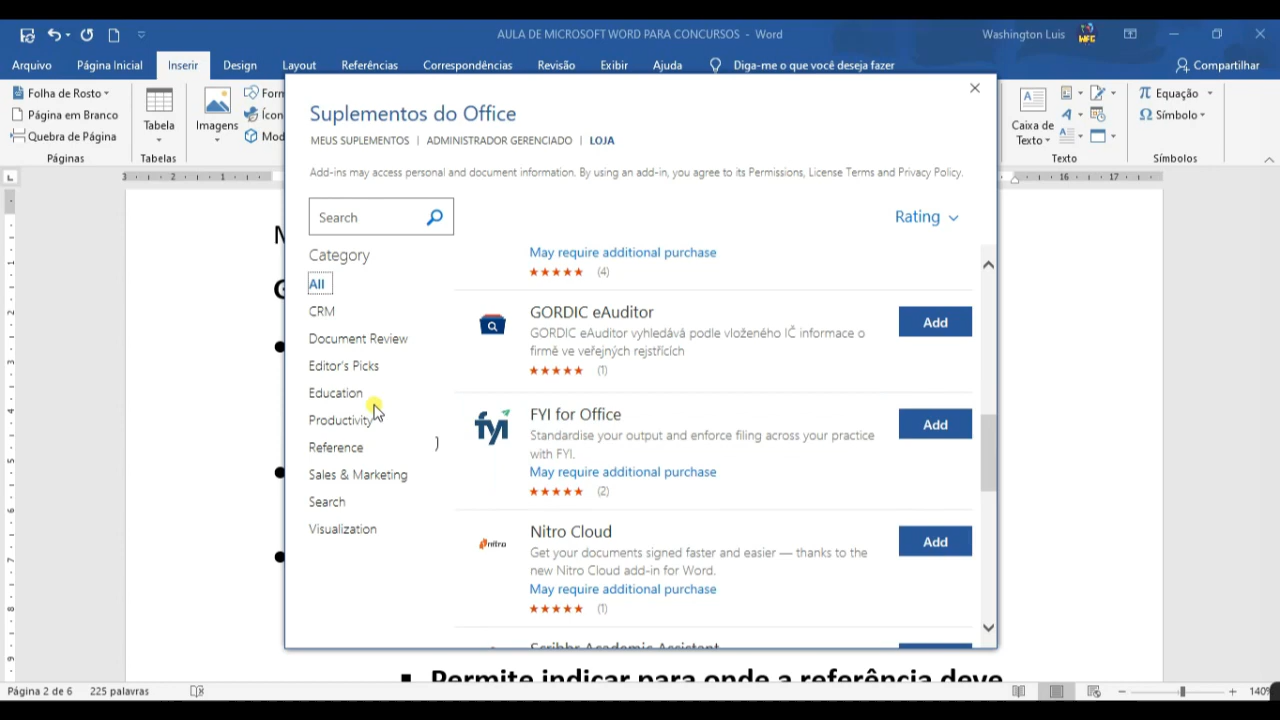 AULA DE MICROSOFT WORD PARA CONCURSOS - Word
Washington Luis
WFC
Arquivo
Página Inicial
Inserir
Design
Layout
Referências
Correspondências
Revisão
Exibir
Ajuda
Diga-me o que você deseja fazer
Compartilhar
Folha de Rosto
Página em Branco
Quebra de Página
Páginas
Tabela
Tabelas
Imagens
Caixa de
Texto
Texto
Equação
Símbolo
Símbolos
Suplementos do Office
MEUS SUPLEMENTOS | ADMINISTRADOR GERENCIADO | LOJA
Add-ins may access personal and document information. By using an add-in, you agree to its Permissions, License Terms and Privacy Policy.
Search
Rating
Category
All
CRM
Document Review
Editor's Picks
Education
Productivity
Reference
Sales & Marketing
Search
Visualization
May require additional purchase
(4)
GORDIC eAuditor
GORDIC eAuditor vyhledává podle vloženého IČ informace o
firmě ve veřejných rejstřících
(1)
Add
fyi
FYI for Office
Standardise your output and enforce filing across your practice
with FYI.
May require additional purchase
(2)
Add
nitro
Nitro Cloud
Get your documents signed faster and easier — thanks to the
new Nitro Cloud add-in for Word.
May require additional purchase
(1)
Add
Scribbr Academic Assistant
Permite indicar para onde a referência deve
Página 2 de 6
225 palavras
140%